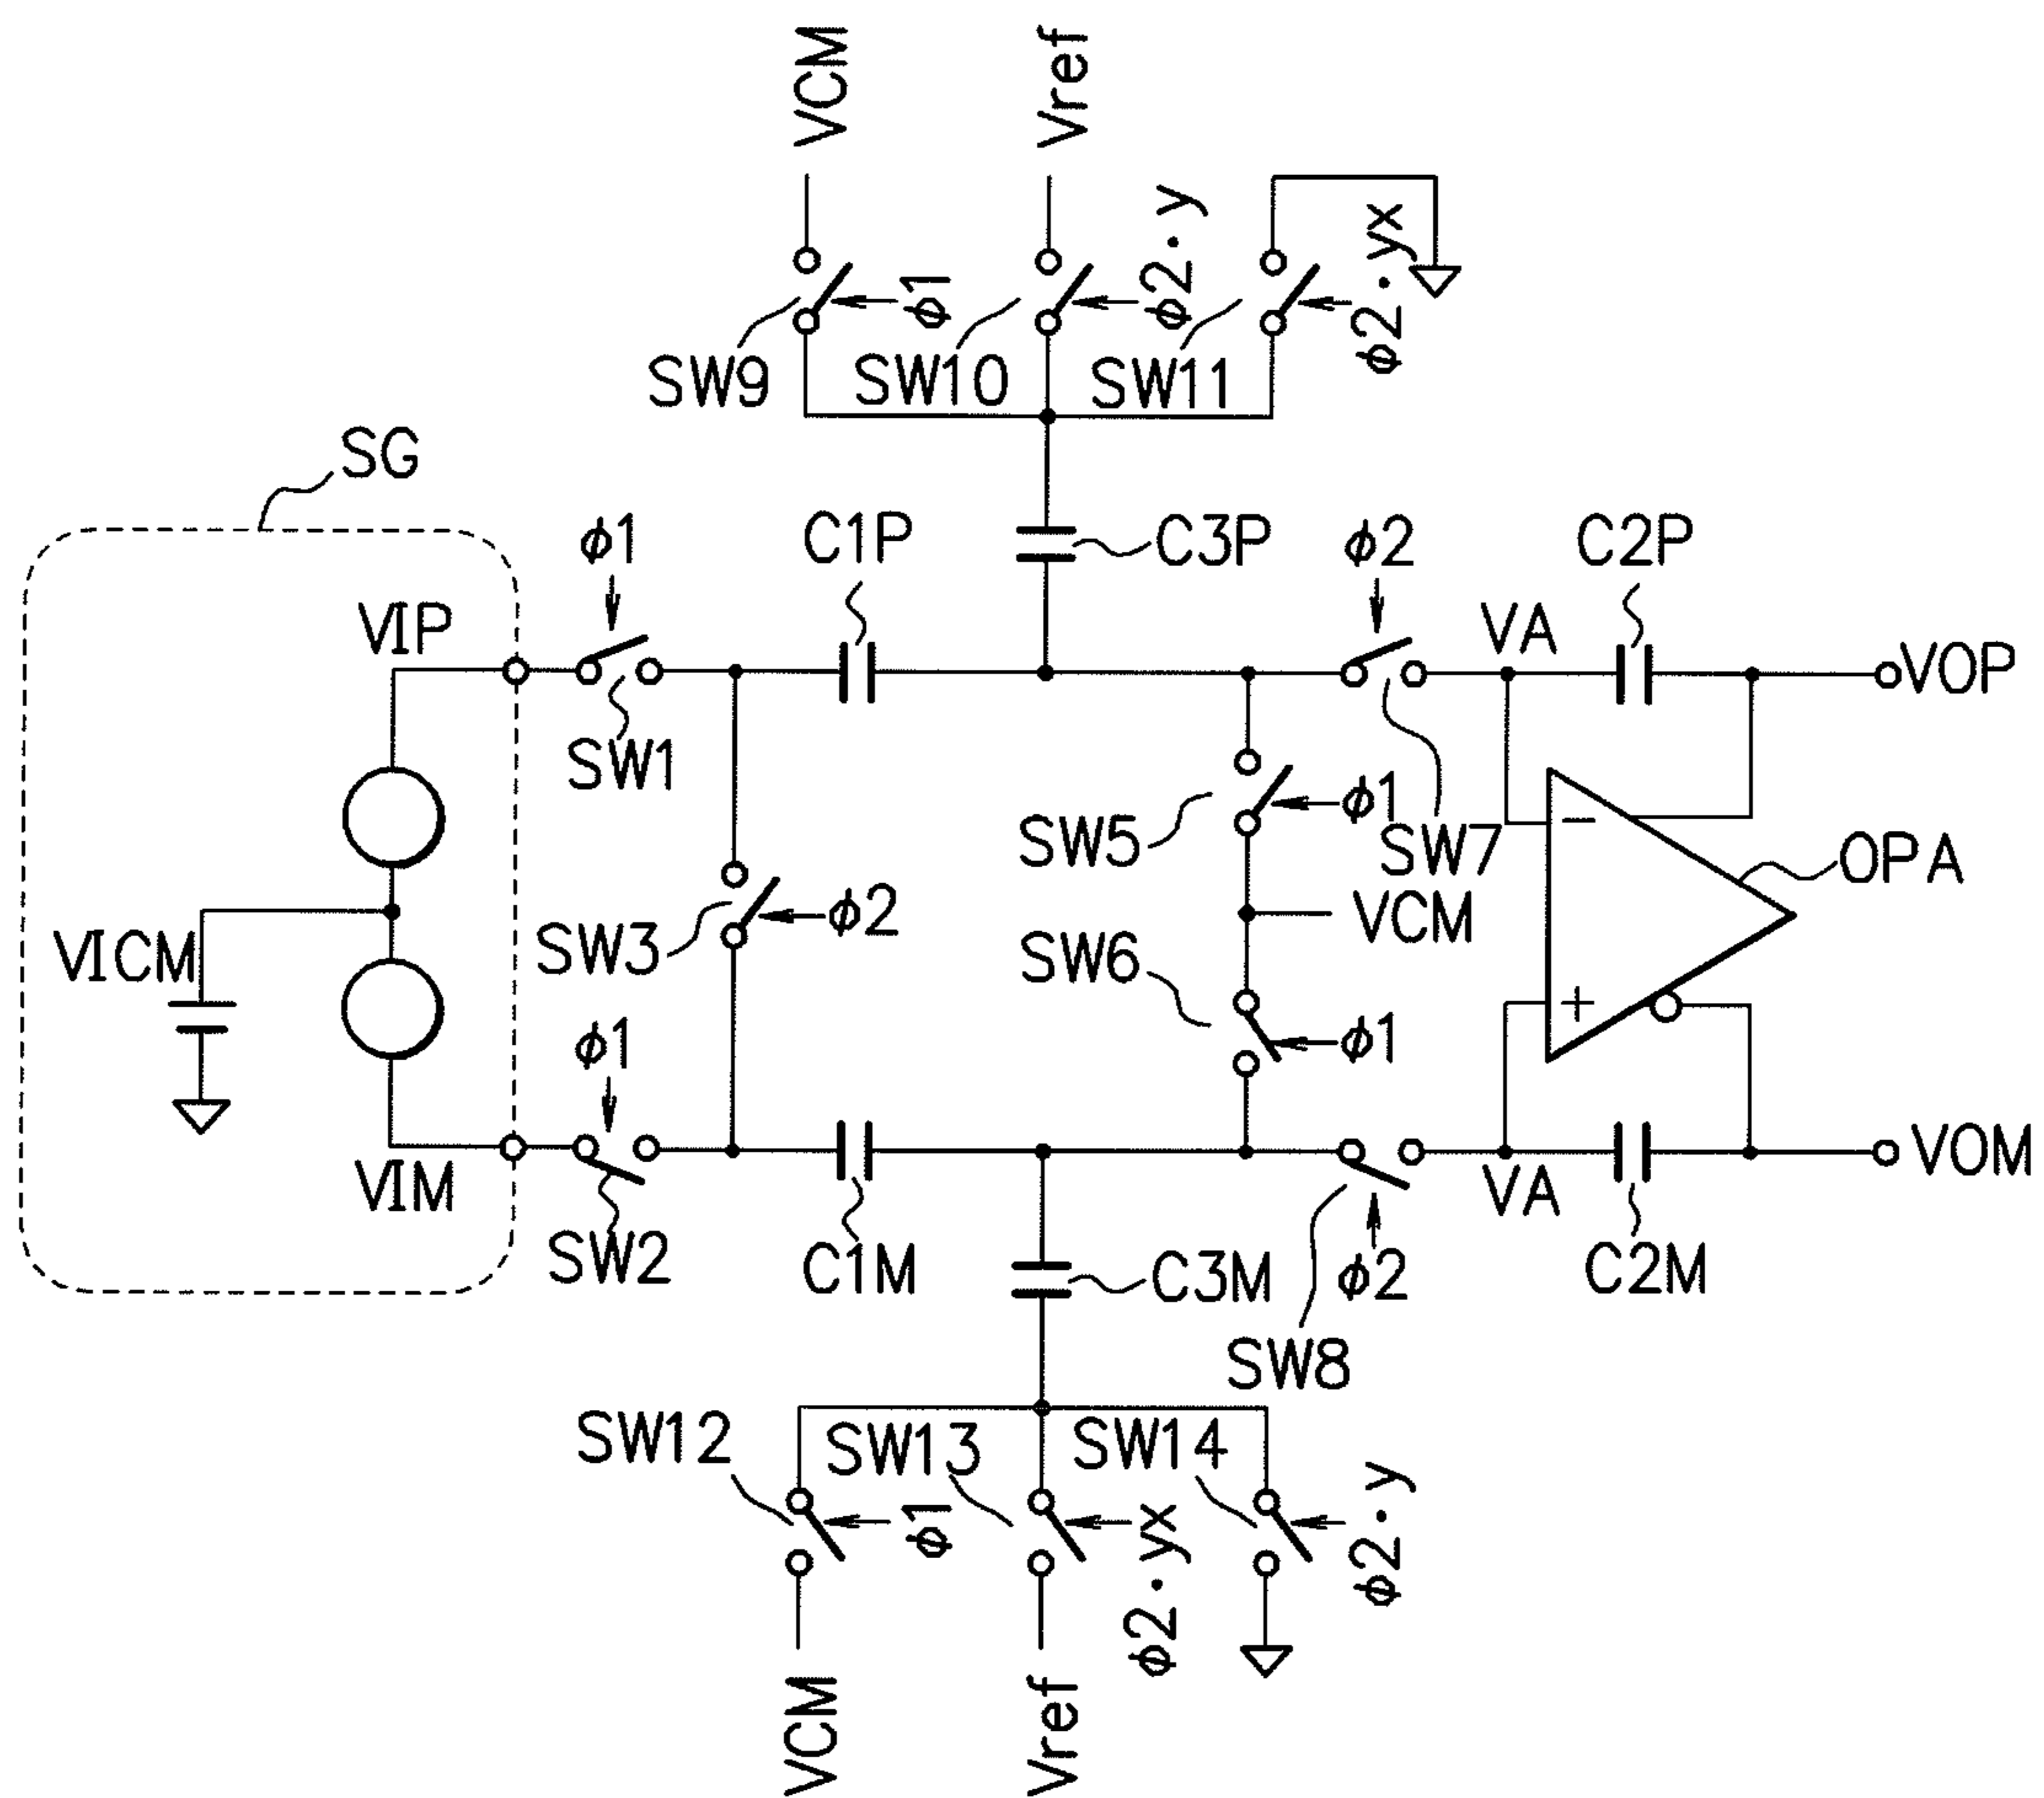 VCM
Vref
φ1
φ2·y
φ2·yx
SW9
SW10
SW11
SG
φ1
C1P
C3P
φ2
C2P
VIP
VA
VOP
SW1
SW5
φ1
SW7
OPA
SW3
φ2
VCM
VICM
SW6
−
+
φ1
φ1
VIM
VA
VOM
SW2
C1M
C3M
φ2
C2M
SW8
SW12
SW13
SW14
φ1
φ2·yx
φ2·y
VCM
Vref